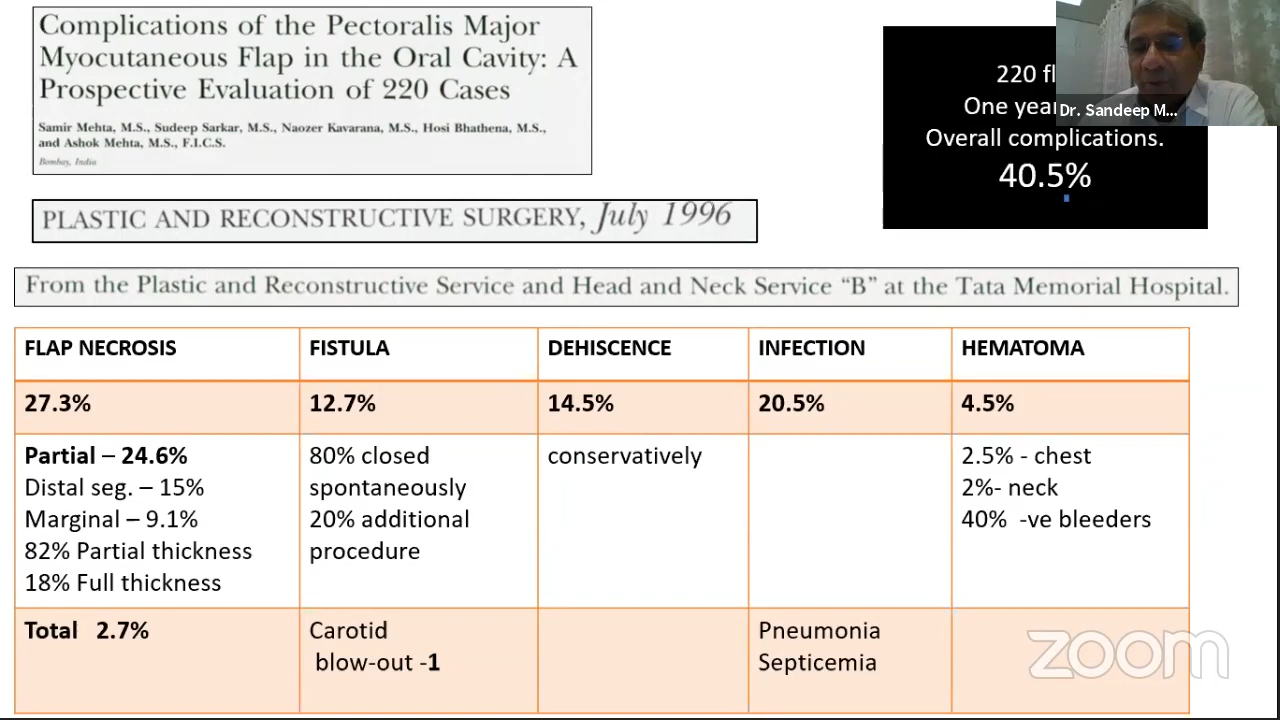 Complications of the Pectoralis Major
Myocutaneous Flap in the Oral Cavity: A
Prospective Evaluation of 220 Cases
Samir Mehta, M.S., Sudeep Sarkar, M.S., Naozer Kavarana, M.S., Hosi Bhathena, M.S.,
and Ashok Mehta, M.S., F.I.C.S.
Bombay, India
220
One year
Overall complications.
40.5%
Dr. Sandeep M...
PLASTIC AND RECONSTRUCTIVE SURGERY, July 1996
From the Plastic and Reconstructive Service and Head and Neck Service “B” at the Tata Memorial Hospital.
FLAP NECROSIS
FISTULA
DEHISCENCE
INFECTION
HEMATOMA
27.3%
12.7%
14.5%
20.5%
4.5%
Partial – 24.6%
Distal seg. – 15%
Marginal – 9.1%
82% Partial thickness
18% Full thickness
80% closed
spontaneously
20% additional
procedure
conservatively
2.5% - chest
2%- neck
40% -ve bleeders
Total 2.7%
Carotid
blow-out -1
Pneumonia
Septicemia
zoom